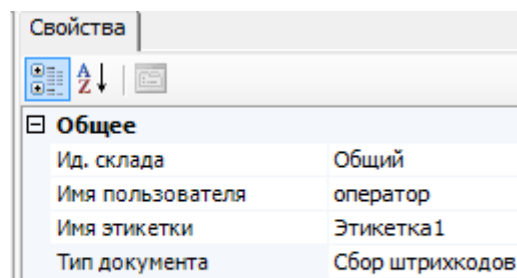 Свойства
Общее
Ид. склада Общий
Имя пользователя оператор
Имя этикетки Этикетка1
Тип документа Сбор штрихкодов